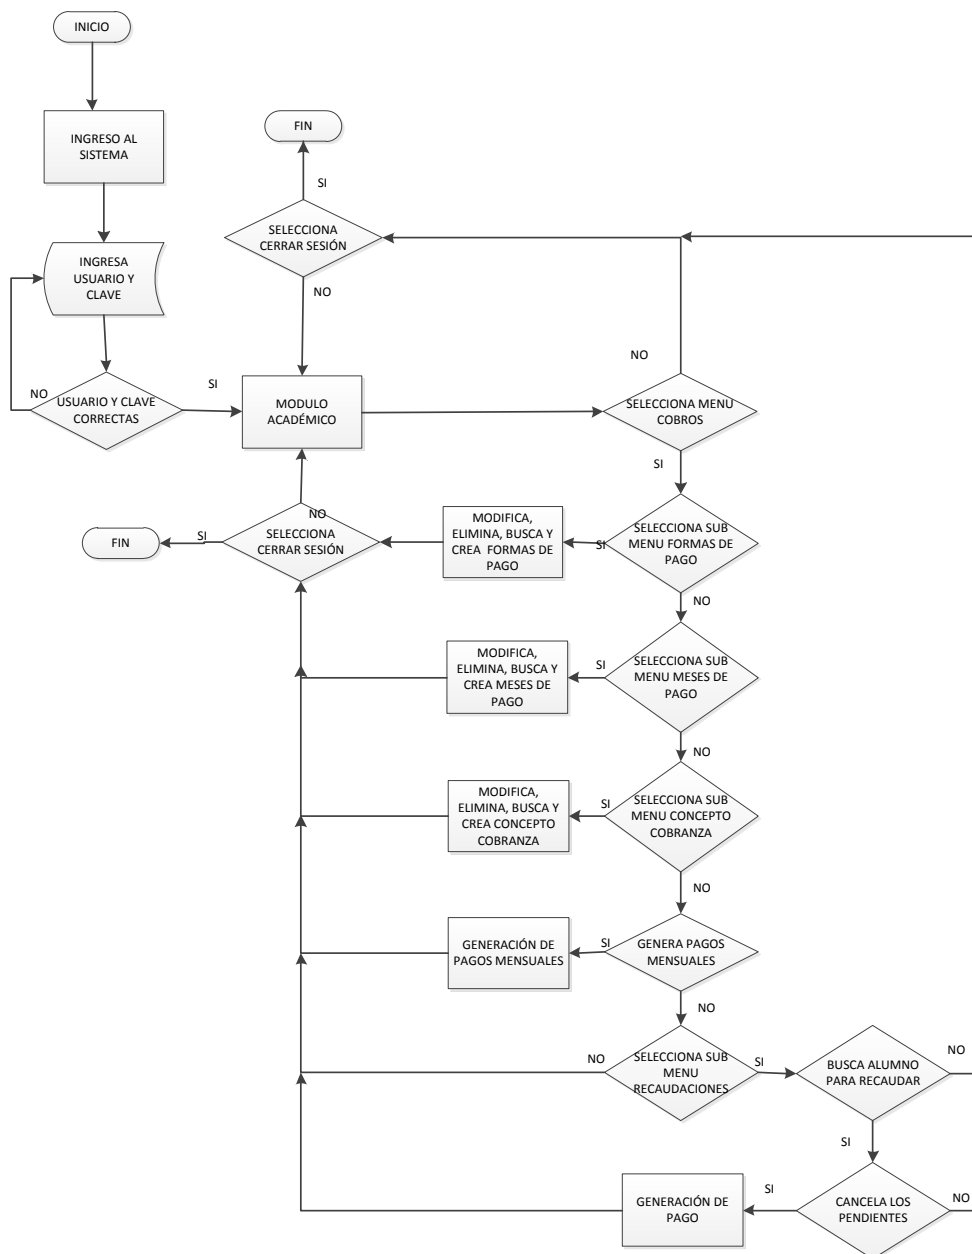 INICIO
INGRESO AL
SISTEMA
FIN
SI
SELECCIONA
CERRAR SESIÓN
INGRESA
USUARIO Y
CLAVE
NO
NO
SI
NO
USUARIO Y CLAVE
CORRECTAS
MODULO
ACADÉMICO
SELECCIONA MENU
COBROS
SI
MODIFICA,
ELIMINA, BUSCA Y
CREA FORMAS DE
PAGO
SELECCIONA SUB
MENU FORMAS DE
PAGO
NO
SELECCIONA
CERRAR SESIÓN
SI
FIN
SI
NO
MODIFICA,
ELIMINA, BUSCA Y
CREA MESES DE
PAGO
SI
SELECCIONA SUB
MENU MESES DE
PAGO
NO
MODIFICA,
ELIMINA, BUSCA Y
CREA CONCEPTO
COBRANZA
SI
SELECCIONA SUB
MENU CONCEPTO
COBRANZA
NO
GENERACIÓN DE
PAGOS MENSUALES
SI
GENERA PAGOS
MENSUALES
NO
NO
SELECCIONA SUB
MENU
RECAUDACIONES
SI
BUSCA ALUMNO
PARA RECAUDAR
NO
SI
GENERACIÓN DE
PAGO
SI
CANCELA LOS
PENDIENTES
NO